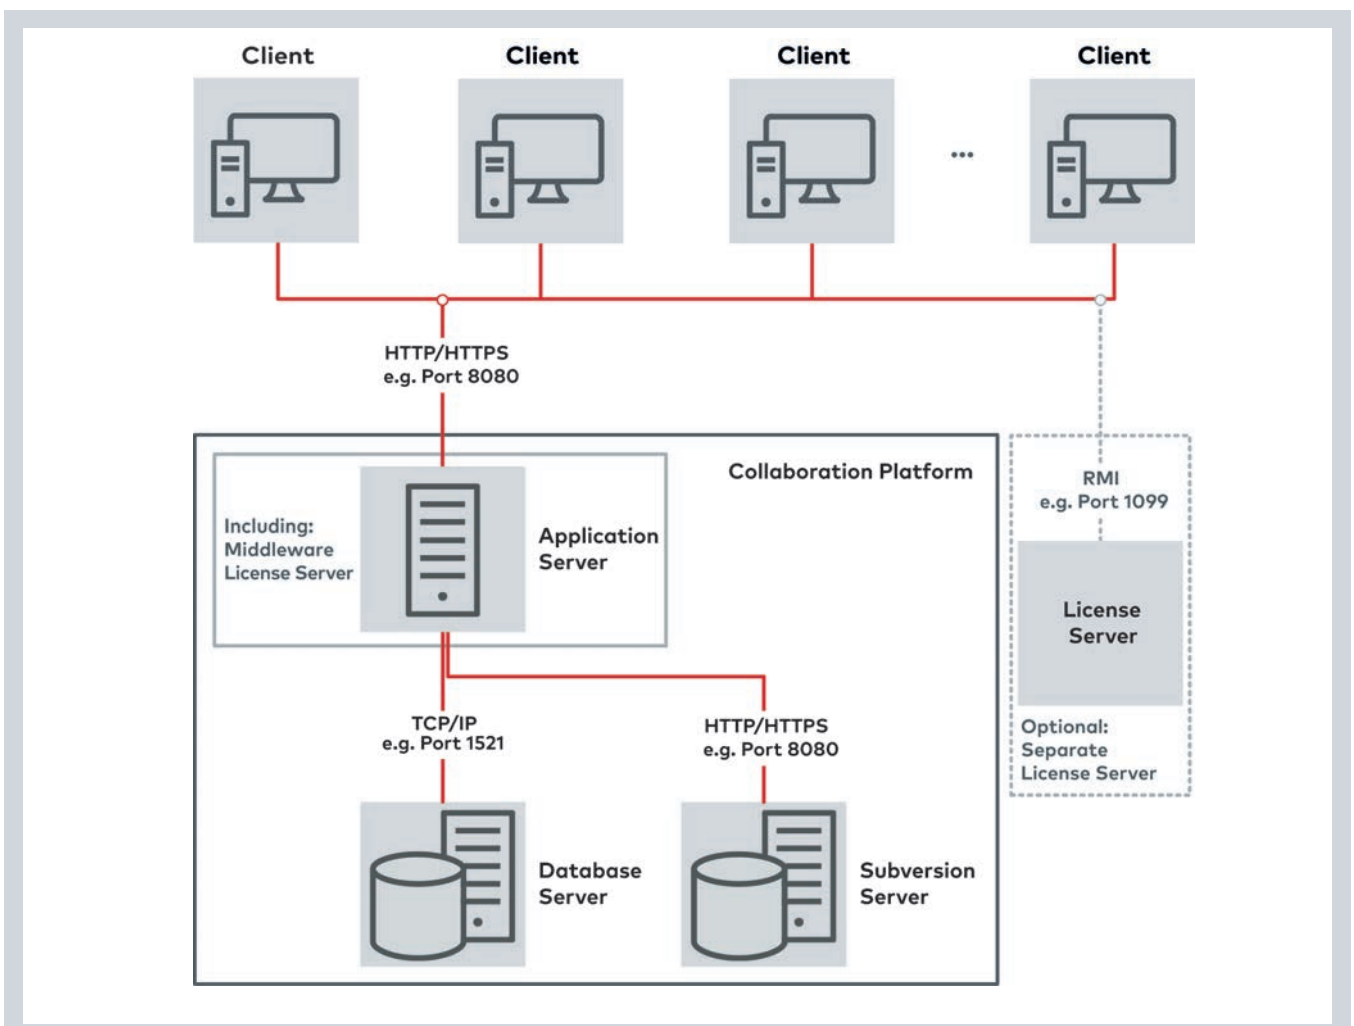 Client
Client
Client
Client
...
HTTP/HTTPS
e.g. Port 8080
Collaboration Platform
Including:
Middleware
License Server
Application
Server
RMI
e.g. Port 1099
License
Server
Optional:
Separate
License Server
TCP/IP
e.g. Port 1521
HTTP/HTTPS
e.g. Port 8080
Database
Server
Subversion
Server